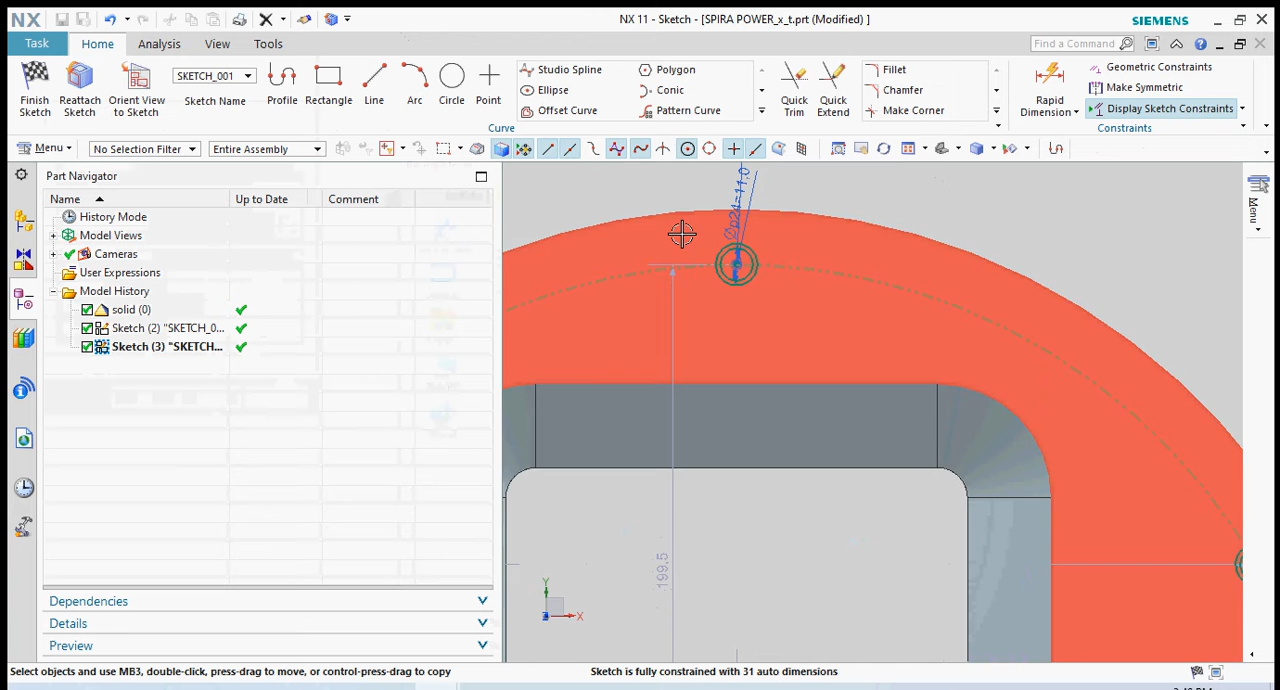 NX
NX 11 - Sketch - [SPIRA POWER_x_t.prt (Modified) ]
SIEMENS
Task
Home
Analysis
View
Tools
Find a Command
SKETCH_001
Finish Sketch
Reattach Sketch
Orient View to Sketch
Sketch Name
Profile
Rectangle
Line
Arc
Circle
Point
Studio Spline
Ellipse
Offset Curve
Polygon
Conic
Pattern Curve
Quick Trim
Quick Extend
Fillet
Chamfer
Make Corner
Rapid Dimension
Geometric Constraints
Make Symmetric
Display Sketch Constraints
Curve
Constraints
Menu
No Selection Filter
Entire Assembly
Part Navigator
Name
Up to Date
Comment
History Mode
Model Views
Cameras
User Expressions
Model History
solid (0)
Sketch (2) "SKETCH_0...
Sketch (3) "SKETCH...
Dependencies
Details
Preview
Øp24=11,0
199,5
Y
X
Menu
Select objects and use MB3, double-click, press-drag to move, or control-press-drag to copy
Sketch is fully constrained with 31 auto dimensions